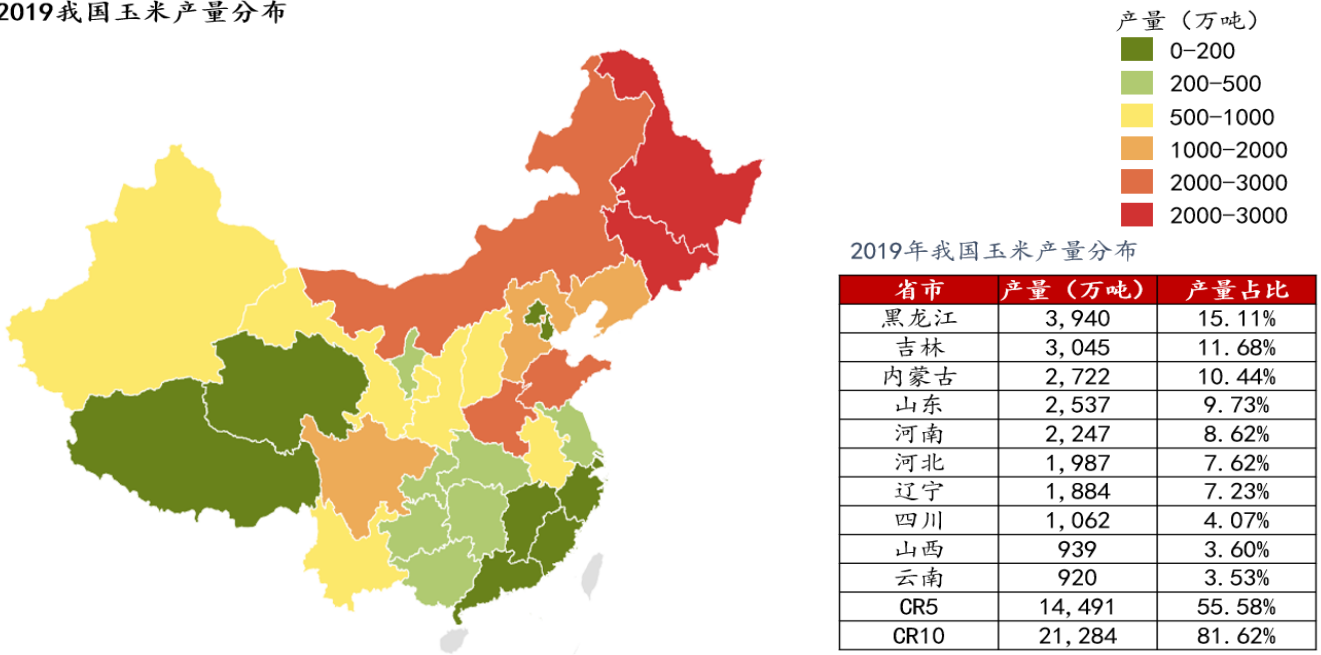 2019我国玉米产量分布
产量（万吨）
0-200
200-500
500-1000
1000-2000
2000-3000
2000-3000
2019年我国玉米产量分布
省市 产量（万吨） 产量占比
黑龙江 3,940 15.11%
吉林 3,045 11.68%
内蒙古 2,722 10.44%
山东 2,537 9.73%
河南 2,247 8.62%
河北 1,987 7.62%
辽宁 1,884 7.23%
四川 1,062 4.07%
山西 939 3.60%
云南 920 3.53%
CR5 14,491 55.58%
CR10 21,284 81.62%